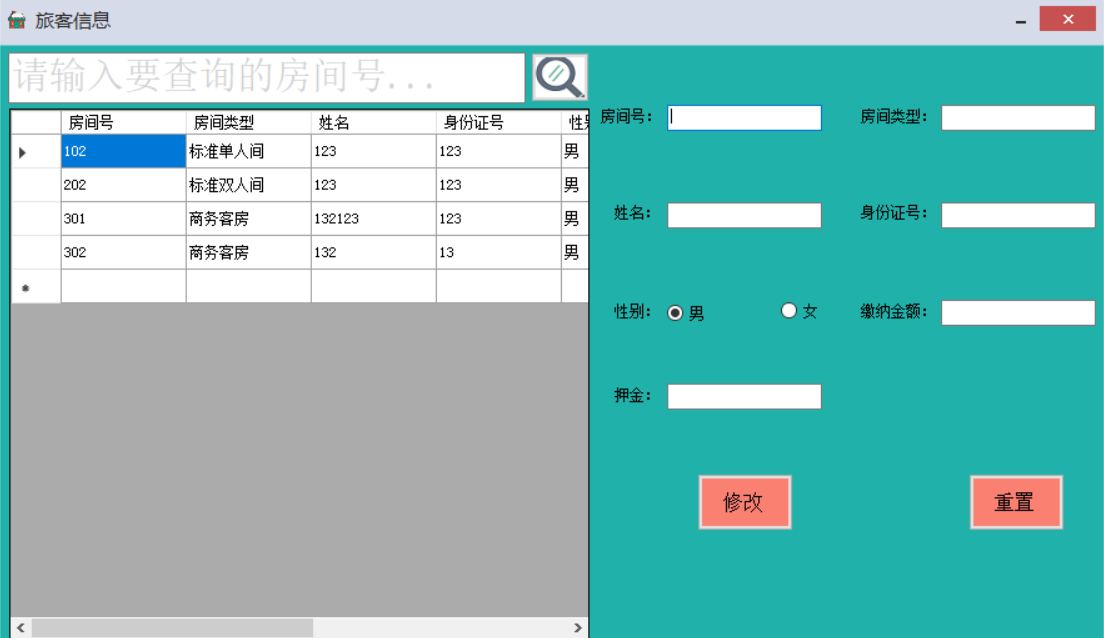 旅客信息
请输入要查询的房间号...
房间号 房间类型 姓名 身份证号
102 标准单人间 123 123 男
202 标准双人间 123 123 男
301 商务客房 132123 123 男
302 商务客房 132 13 男
房间号： 房间类型：
姓名： 身份证号：
性别： 男 女 缴纳金额：
押金：
修改 重置